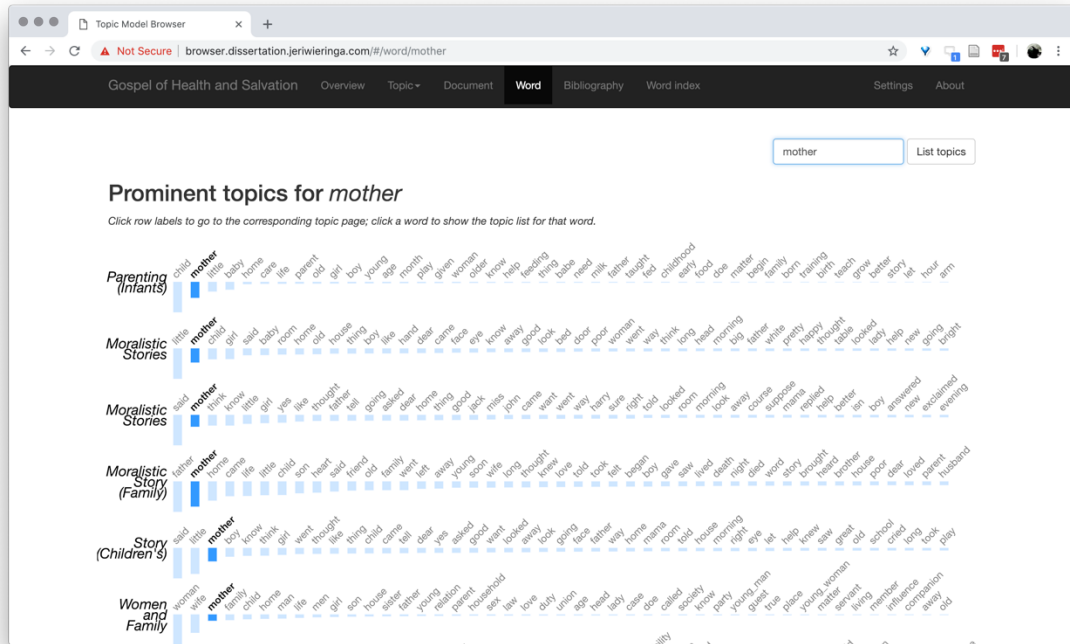 Topic Model Browser
Not Secure | browser.dissertation.jeriwieringa.com/#/word/mother
1
7
Gospel of Health and Salvation Overview Topic Document Word Bibliography Word index Settings About
mother List topics
Prominent topics for mother
Click row labels to go to the corresponding topic page; click a word to show the topic list for that word.
Parenting
(Infants)
child mother little baby home care life parent old girl boy young age month play given woman older know help feeding thing babe need milk father taught fed childhood early food doe matter begin family born training birth teach grow better story let hour arm
Moralistic
Stories
little mother child girl said baby room home old house thing boy like hand dear came face eye know away good look bed door poor woman went way think long head morning big father white pretty happy thought table looked lady help new going bright
Moralistic
Stories
said mother think know little girl yes like thought father tell going asked dear home thing good jack miss john came want went way harry sure right told looked room morning look away course suppose mama replied help better isn boy answered new exclaimed evening
Moralistic
Story
(Family)
father mother home came life little child son heart said friend old family went left away young soon wife long thought knew love told took felt began boy gave saw lived death night died word story brought heard brother house poor dear loved parent husband
Story
(Children's)
said little mother boy know think girl went thought like thing child came tell dear yes asked good want looked away look going face father way home mama room told house morning right eye let help knew saw great old school cried long took play
Women
and
Family
woman wife mother family child home man life men girl son house sister father young relation parent household sex law love duty union age head lady case doe called society know party young_man guest true place young_woman matter servant living member influence companion away old